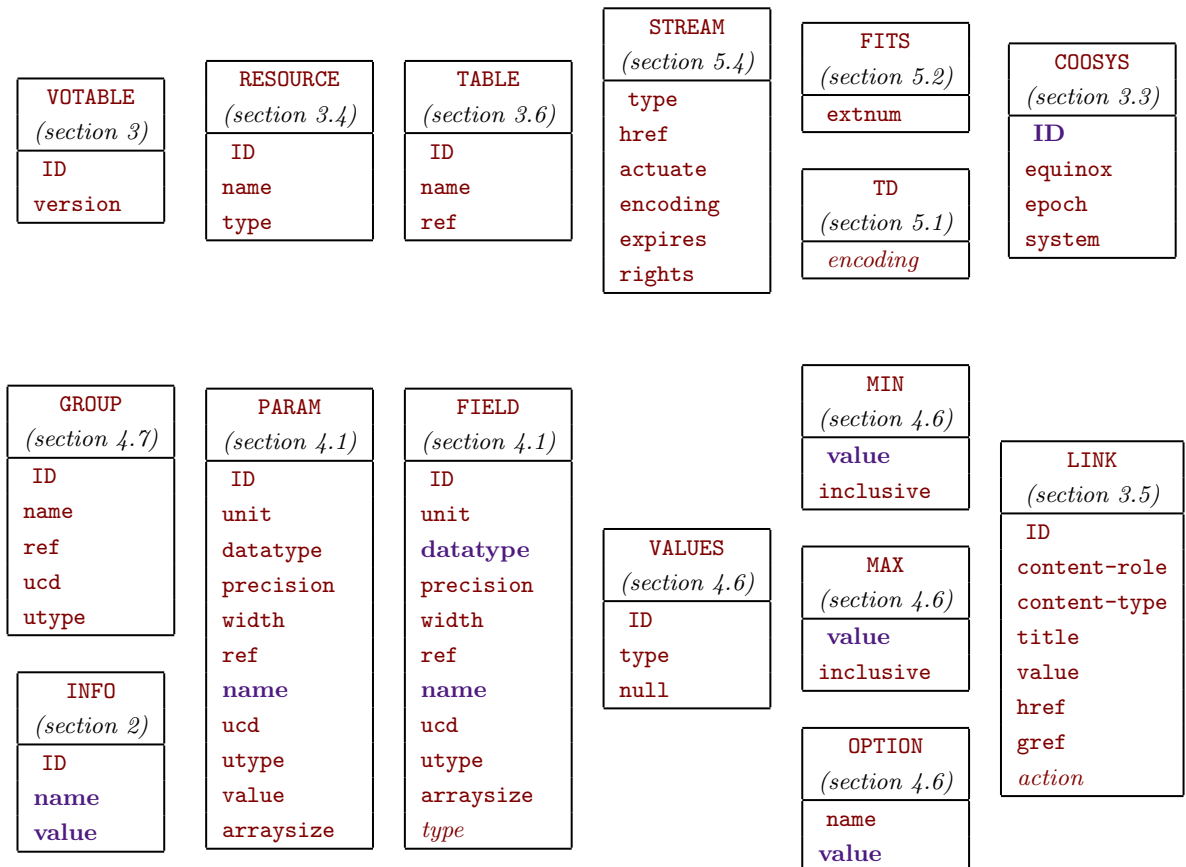 VOTABLE
(section 3)
ID
version
RESOURCE
(section 3.4)
ID
name
type
TABLE
(section 3.6)
ID
name
ref
STREAM
(section 5.4)
type
href
actuate
encoding
expires
rights
FITS
(section 5.2)
extnum
TD
(section 5.1)
encoding
COOSYS
(section 3.3)
ID
equinox
epoch
system
GROUP
(section 4.7)
ID
name
ref
ucd
utype
INFO
(section 2)
ID
name
value
PARAM
(section 4.1)
ID
unit
datatype
precision
width
ref
name
ucd
utype
value
arraysize
FIELD
(section 4.1)
ID
unit
datatype
precision
width
ref
name
ucd
utype
arraysize
type
VALUES
(section 4.6)
ID
type
null
MIN
(section 4.6)
value
inclusive
MAX
(section 4.6)
value
inclusive
OPTION
(section 4.6)
name
value
LINK
(section 3.5)
ID
content-role
content-type
title
value
href
gref
action